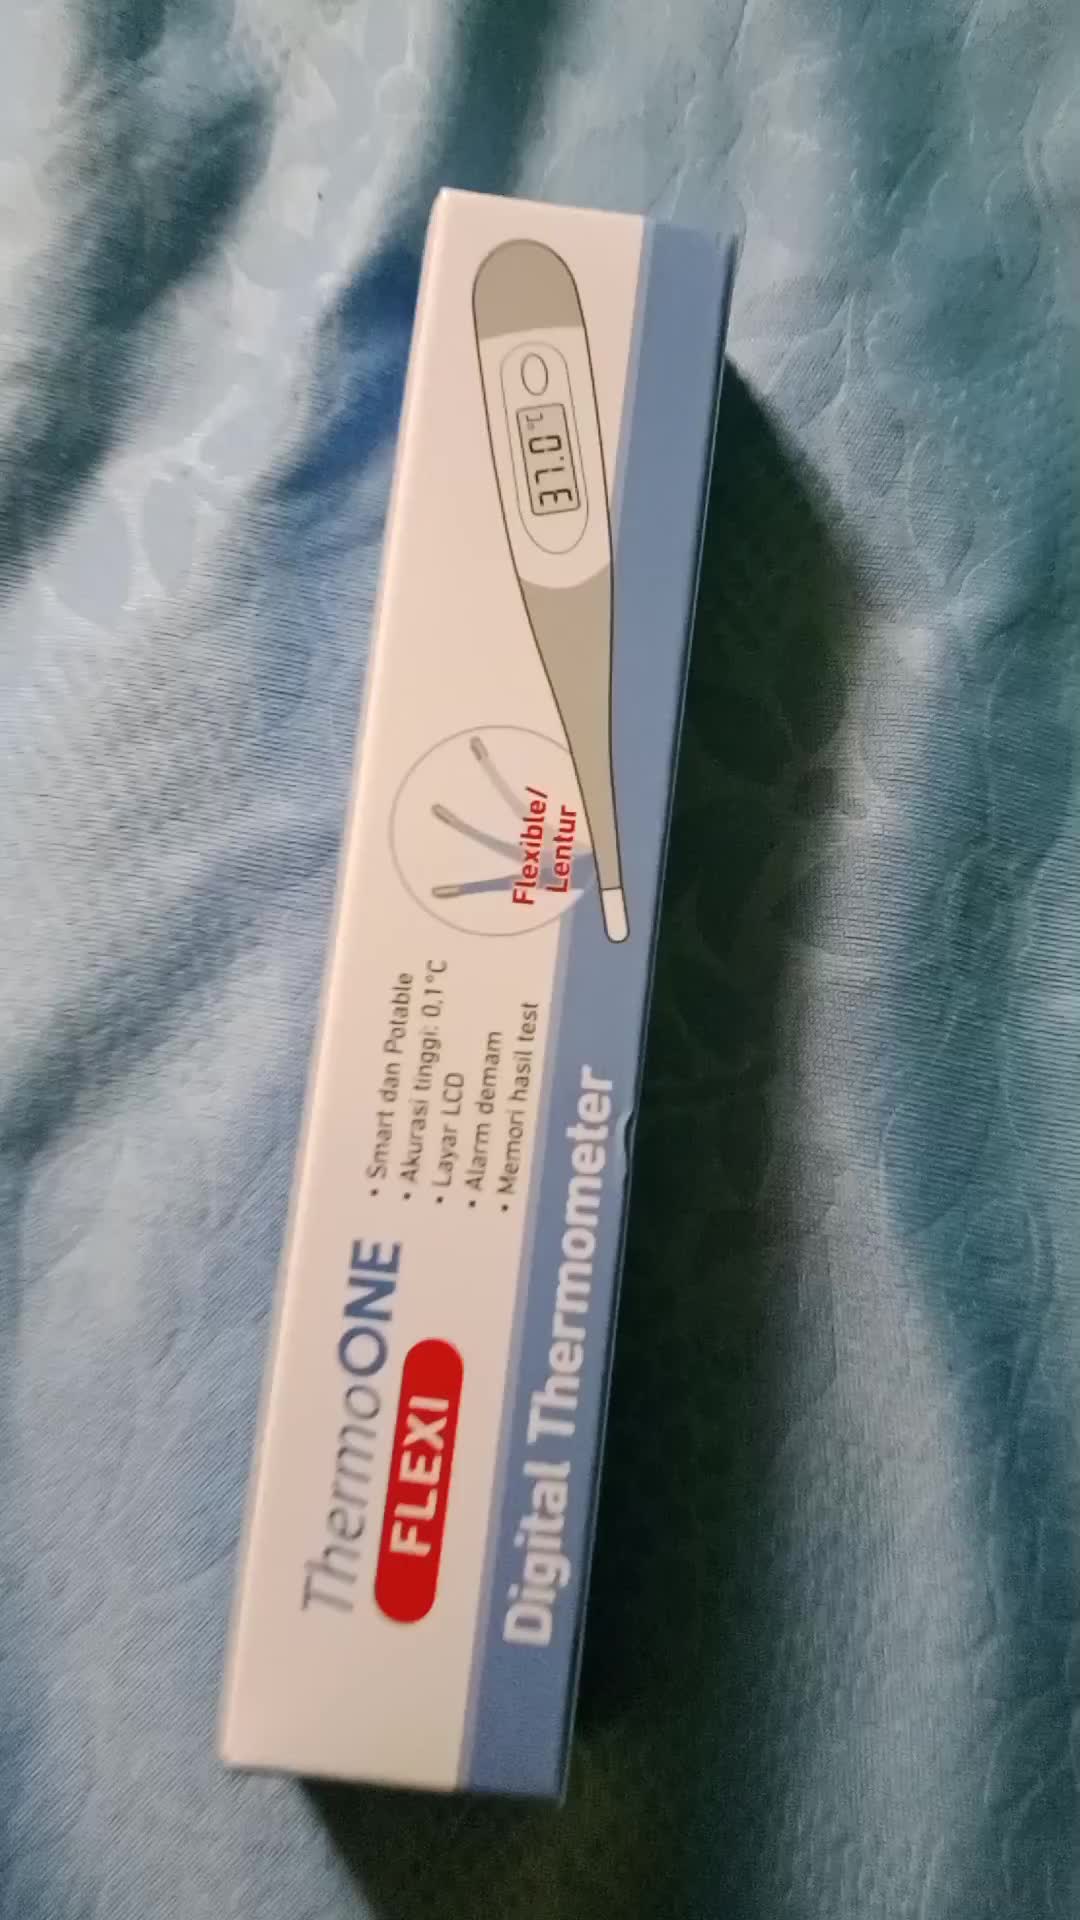 ThermoONE
FLEXI
• Smart dan Potable
• Akurasi tinggi: 0,1°C
• Layar LCD
• Alarm demam
• Memori hasil test
Flexible/
Lentur
37.0°C
Digital Thermometer